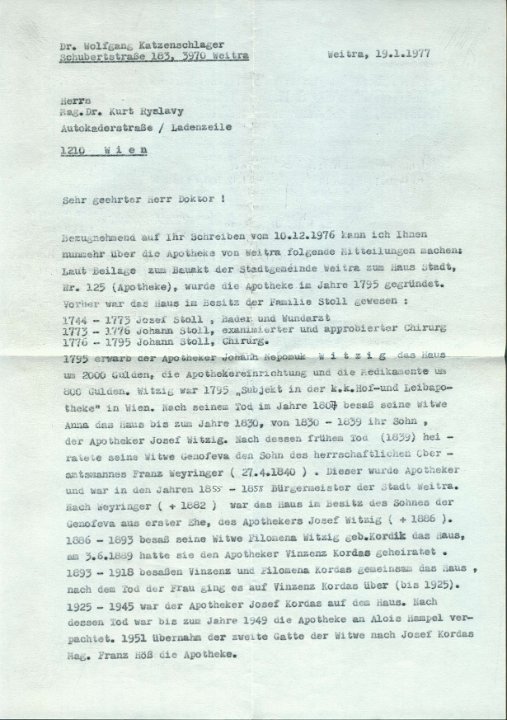 Dr. Wolfgang Katzenschlager
Schubertstraße 183, 3970 Weitra
Weitra, 19.1.1977
Herrn
Mag.Dr. Kurt Ryslavy
Autokaderstraße / Ladenzeile
1210 W i e n
Sehr geehrter Herr Doktor !
Bezugnehmend auf Ihr Schreiben vom 10.12.1976 kann ich Ihnen
nunmehr über die Apotheke von Weitra folgende Mitteilungen machen:
Laut Beilage zum Bauakt der Stadtgemeinde Weitra zum Haus Stadt,
Nr. 125 (Apotheke), wurde die Apotheke im Jahre 1795 gegründet.
Vorher war das Haus im Besitz der Familie Stoll gewesen :
1744 - 1773 Josef Stoll , Bader und Wundarzt
1773 - 1776 Johann Stoll, examinierter und approbierter Chirurg
1776 - 1795 Johann Stoll, Chirurg.
1795 erwarb der Apotheker Johann Nepomuk W i t z i g das Haus
um 2000 Gulden, die Apothekereinrichtung und die Medikamente um
800 Gulden. Witzig war 1795 „Subjekt in der k.k.Hof-und Leibapo-
theke" in Wien. Nach seinem Tod im Jahre 1807 besaß seine Witwe
Anna das Haus bis zum Jahre 1830, von 1830 - 1839 ihr Sohn ,
der Apotheker Josef Witzig. Nach dessen frühem Tod (1839) hei -
ratete seine Witwe Genofeva den Sohn des herrschaftlichen Ober -
amtsmannes Franz Weyringer ( 27.4.1840 ) . Dieser wurde Apotheker
und war in den Jahren - Bürgermeister der Stadt Weitra.
Nach Weyringer ( + 1882 ) war das Haus im Besitz des Sohnes der
Genofeva aus erster Ehe, des Apothekers Josef Witzig ( + 1886 ).
1886 - 1893 besaß seine Witwe Filomena Witzig geb.Kordik das Haus,
am 3.6.1889 hatte sie den Apotheker Vinzenz Kordas geheiratet .
1893 - 1918 besaßen Vinzenz und Filomena Kordas gemeinsam das Haus ,
nach dem Tod der Frau ging es auf Vinzenz Kordas über (bis 1925).
1925 - 1945 war der Apotheker Josef Kordas auf dem Haus. Nach
dessen Tod war bis zum Jahre 1949 die Apotheke an Alois Hampel ver-
pachtet. 1951 übernahm der zweite Gatte der Witwe nach Josef Kordas
Mag. Franz Höß die Apotheke.